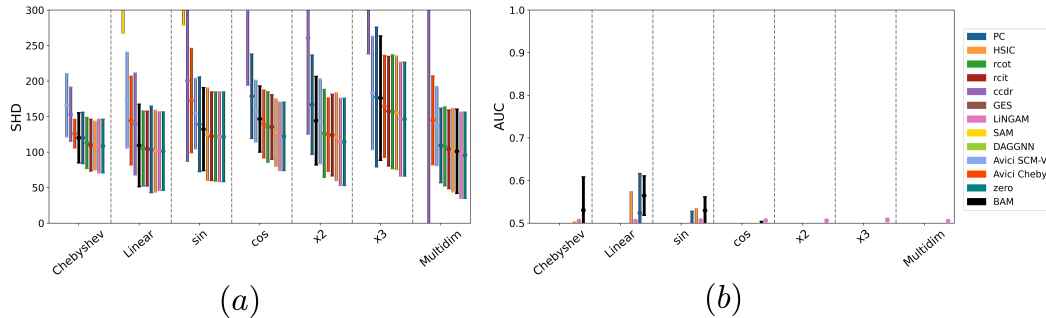 SHD
300
250
200
150
100
50
0
Chebyshev
Linear
sin
cos
x2
x3
Multidim
(a)
AUC
1.0
0.9
0.8
0.7
0.6
0.5
Chebyshev
Linear
sin
cos
x2
x3
Multidim
(b)
PC
HSIC
rcot
rcit
ccdr
GES
LiNGAM
SAM
DAGGNN
Avici SCM-V
Avici Cheby
zero
BAM